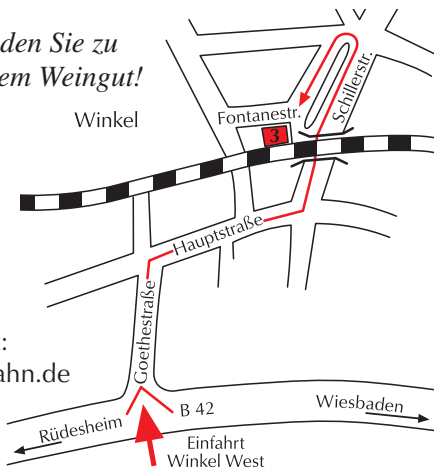 den Sie zu
em Weingut!
Winkel
Fontanestr.
Schillerstr.
3
Hauptstraße
Goethestraße
:
ahn.de
B 42
Wiesbaden
Rüdesheim
Einfahrt
Winkel West